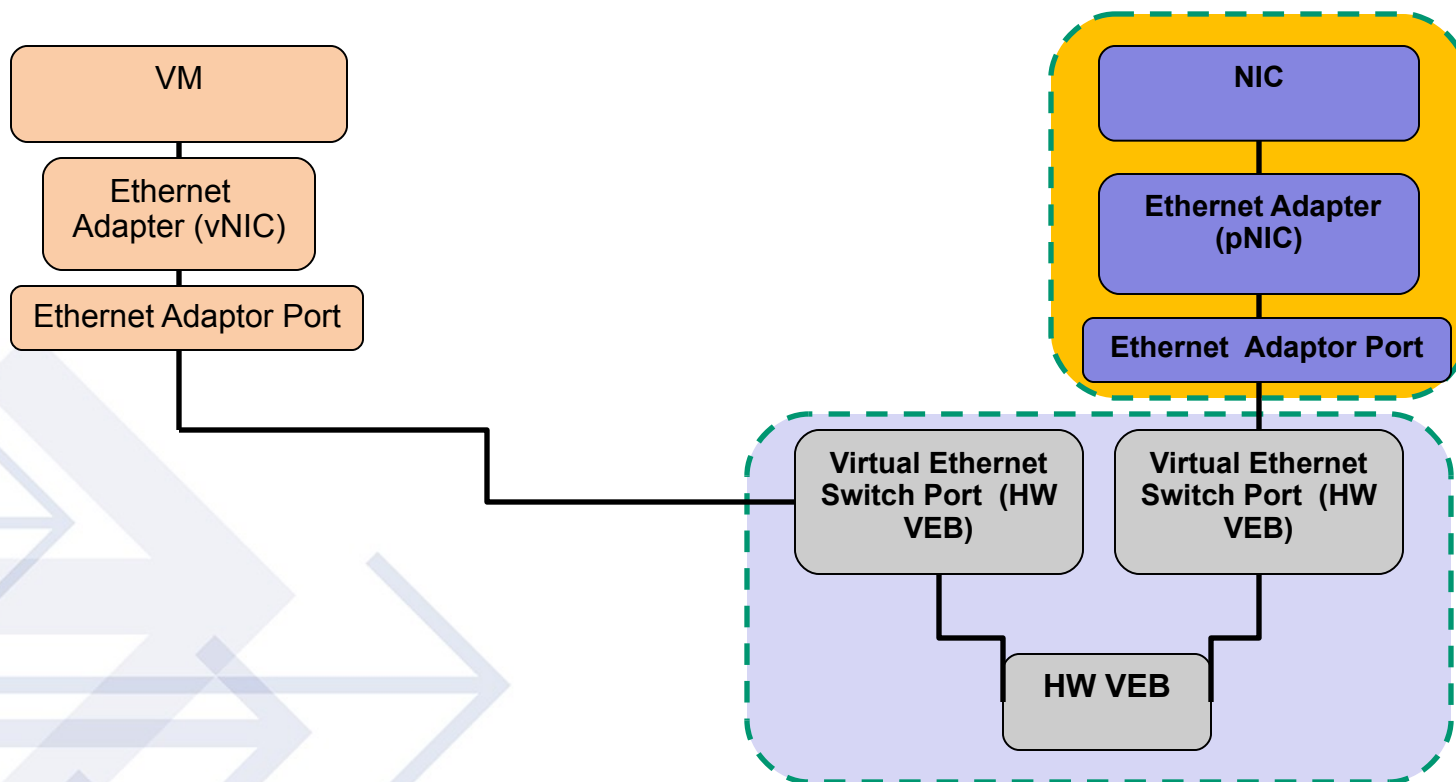 VM
Ethernet
Adapter (vNIC)
Ethernet Adaptor Port
NIC
Ethernet Adapter
(pNIC)
Ethernet Adaptor Port
Virtual Ethernet
Switch Port (HW
VEB)
Virtual Ethernet
Switch Port (HW
VEB)
HW VEB